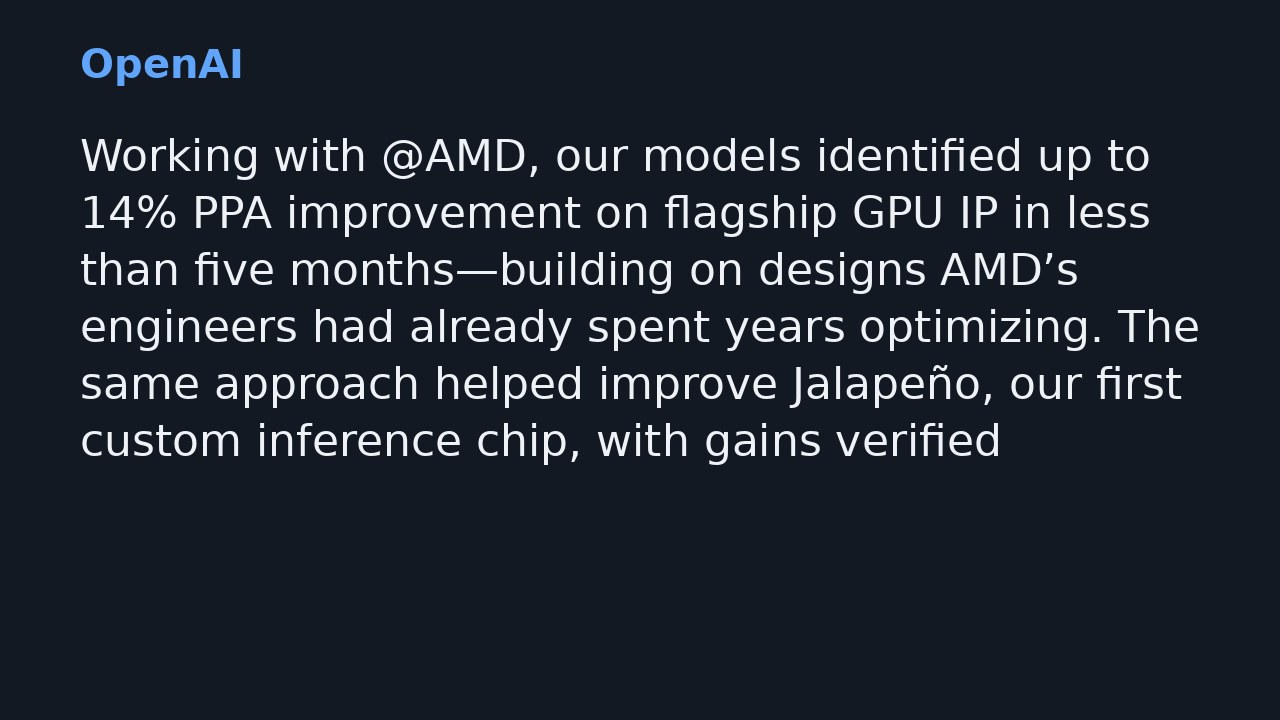 OpenAI
Working with @AMD, our models identified up to
14% PPA improvement on flagship GPU IP in less
than five months—building on designs AMD’s
engineers had already spent years optimizing. The
same approach helped improve Jalapeño, our first
custom inference chip, with gains verified